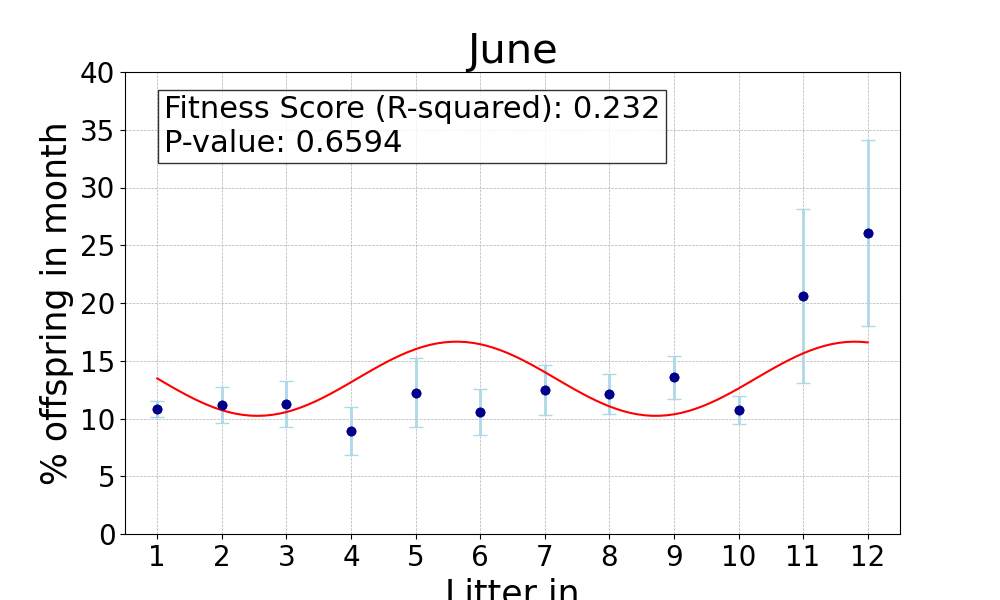 June
Fitness Score (R-squared): 0.232
P-value: 0.6594
% offspring in month
40
35
30
25
20
15
10
5
0
1 2 3 4 5 6 7 8 9 10 11 12
Litter in